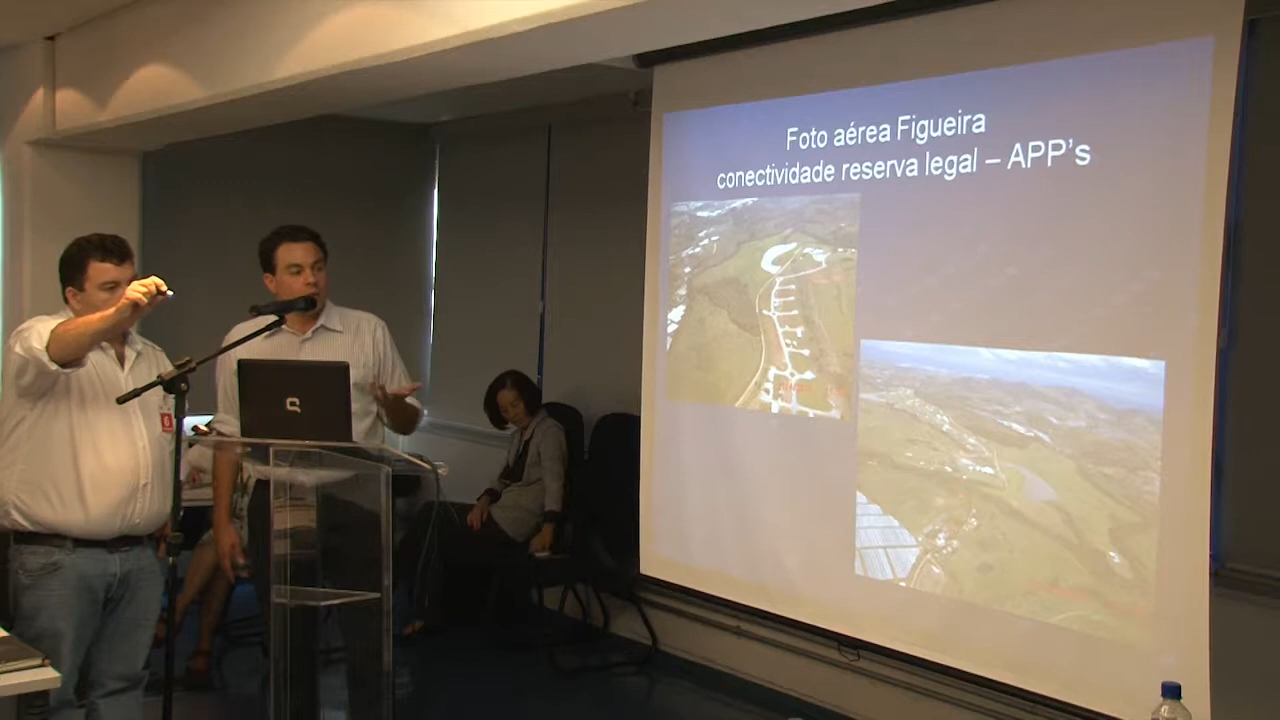 Foto aérea Figueira
conectividade reserva legal – APP's